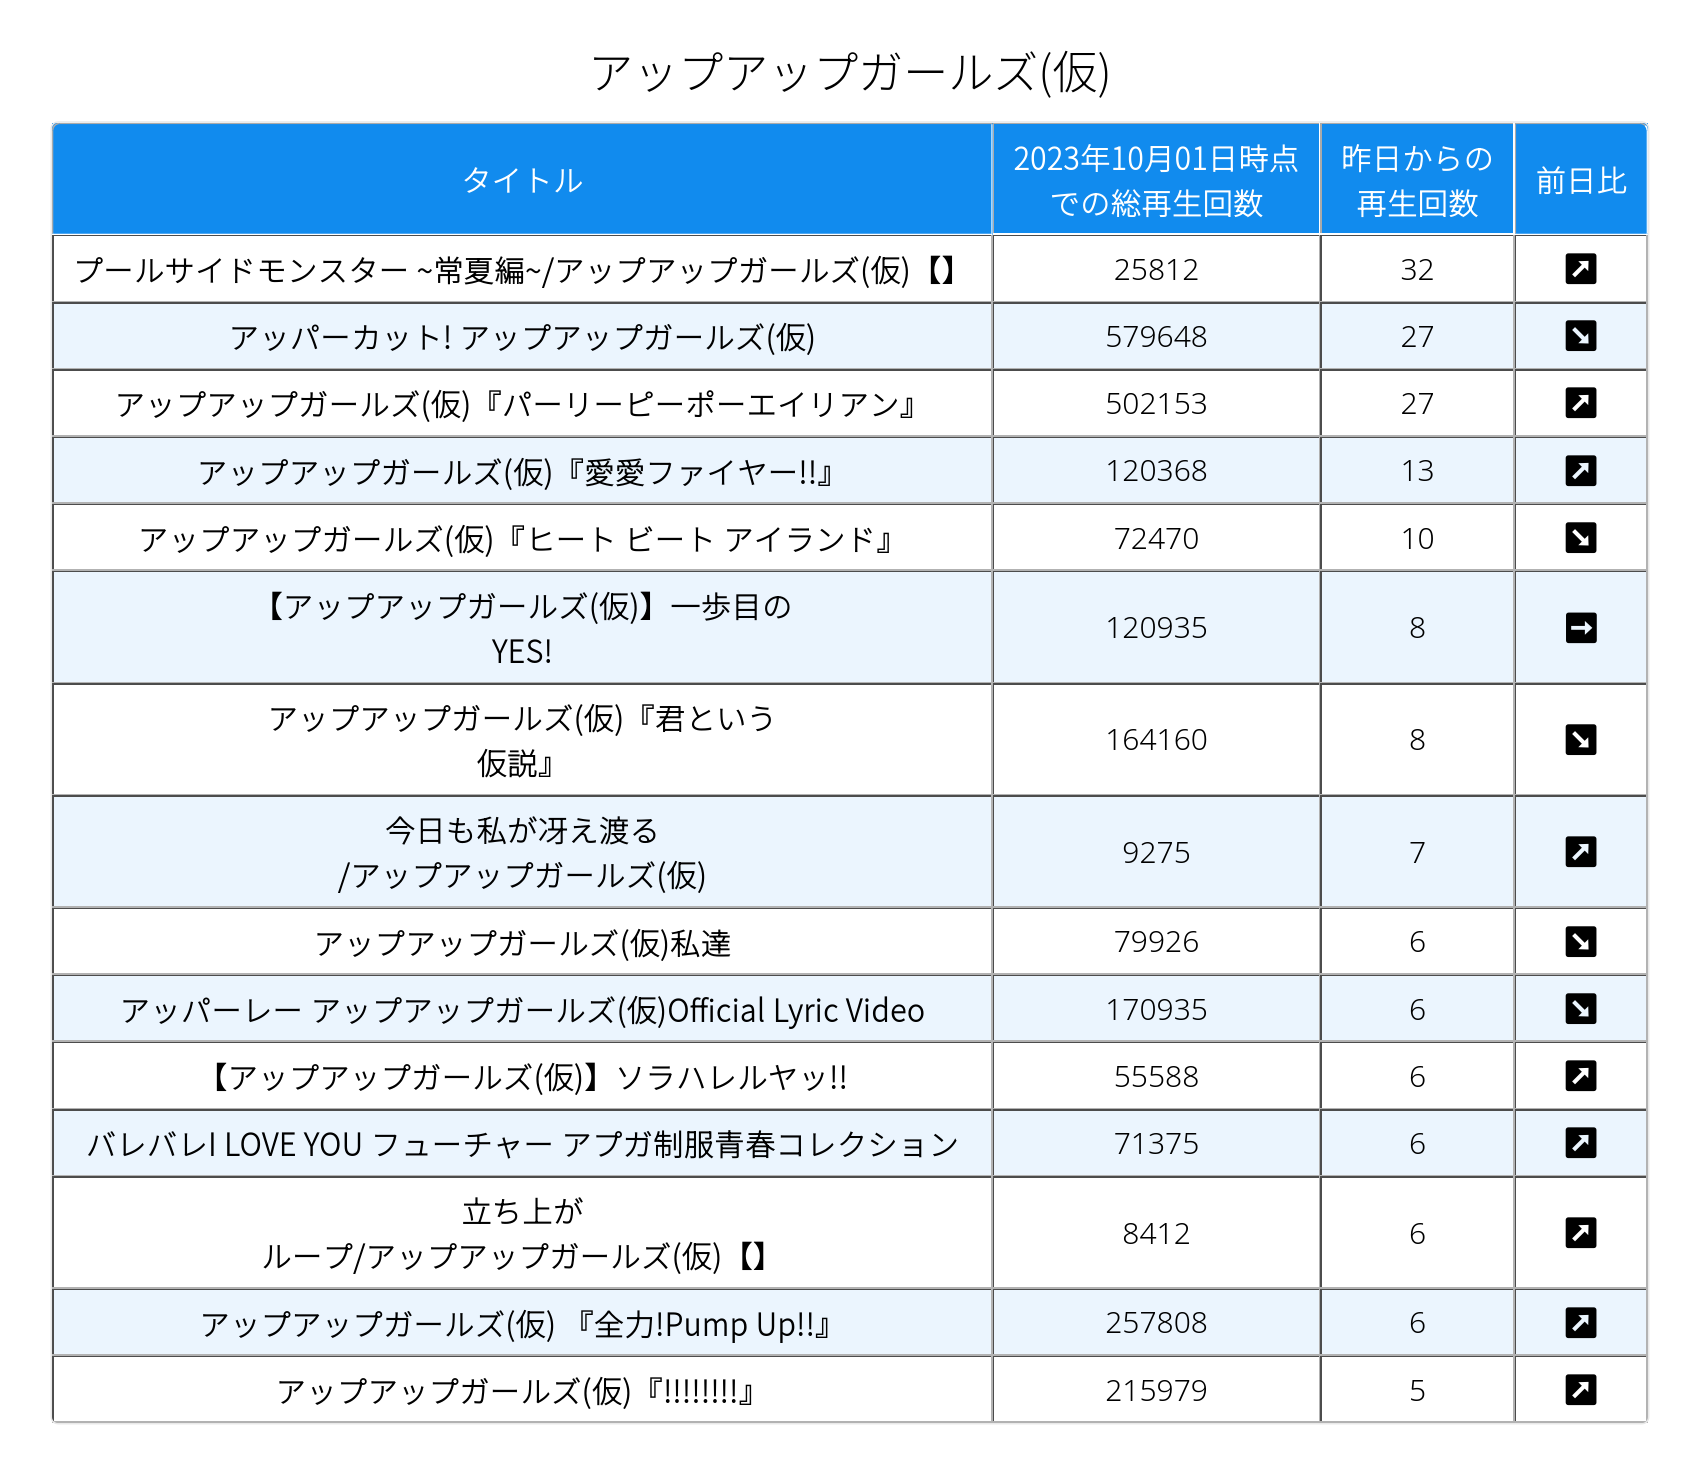 アップアップガールズ(仮)
タイトル
2023年10月01日時点
での総再生回数
昨日からの
再生回数
前日比
プールサイドモンスター ~常夏編~/アップアップガールズ(仮)【】 25812 32
アッパーカット! アップアップガールズ(仮) 579648 27
アップアップガールズ(仮)『パーリーピーポーエイリアン』 502153 27
アップアップガールズ(仮)『愛愛ファイヤー!!』 120368 13
アップアップガールズ(仮)『ヒート ビート アイランド』 72470 10
【アップアップガールズ(仮)】一歩目の
YES!
120935 8
アップアップガールズ(仮)『君という
仮説』
164160 8
今日も私が冴え渡る
/アップアップガールズ(仮)
9275 7
アップアップガールズ(仮)私達 79926 6
アッパーレー アップアップガールズ(仮)Official Lyric Video 170935 6
【アップアップガールズ(仮)】ソラハレルヤッ!! 55588 6
バレバレI LOVE YOU フューチャー アプガ制服青春コレクション 71375 6
立ち上が
ループ/アップアップガールズ(仮)【】
8412 6
アップアップガールズ(仮) 『全力!Pump Up!!』 257808 6
アップアップガールズ(仮)『!!!!!!!!』 215979 5